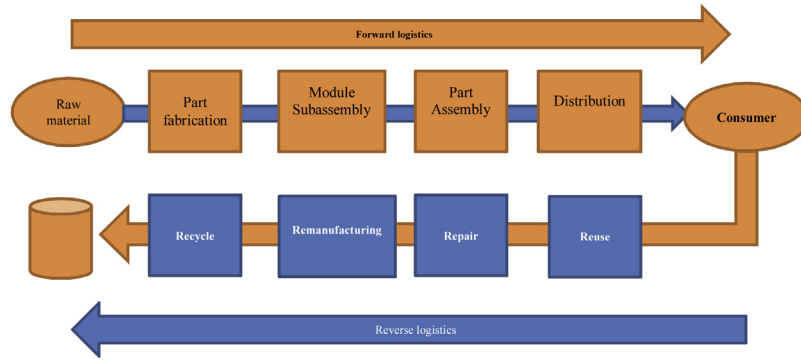 Forward logistics
Raw
material
Part
fabrication
Module
Subassembly
Part
Assembly
Distribution
Consumer
Recycle
Remanufacturing
Repair
Reuse
Reverse logistics